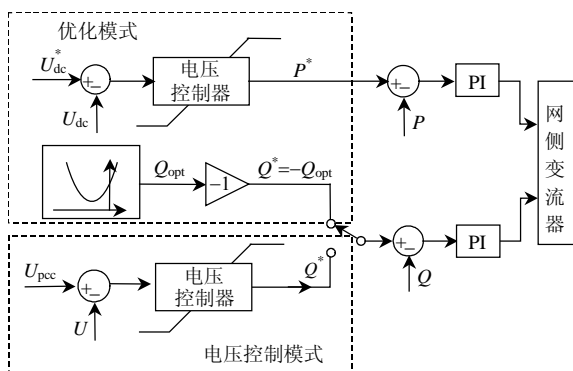 优化模式
U*dc
+
−
Udc
电压
控制器
P*
+
−
P
PI
网侧变流器
Qopt
−1
Q*=−Qopt
+
−
Q
PI
Upcc
+
−
U
电压
控制器
Q*
电压控制模式